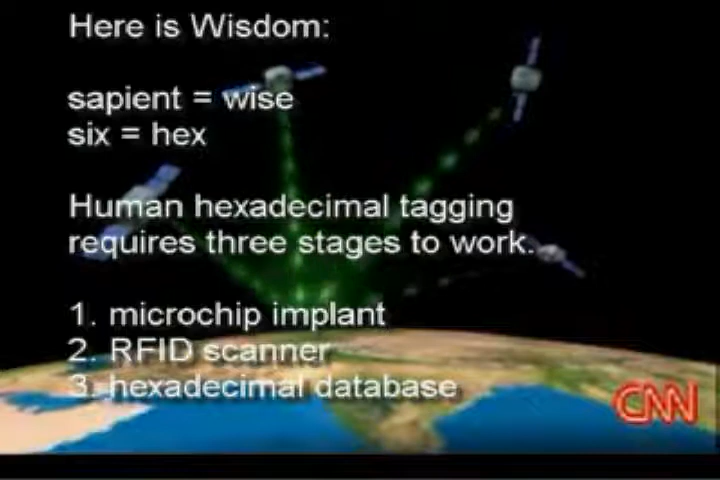 Here is Wisdom:
sapient = wise
six = hex
Human hexadecimal tagging
requires three stages to work.
1. microchip implant
2. RFID scanner
3. hexadecimal database
CNN